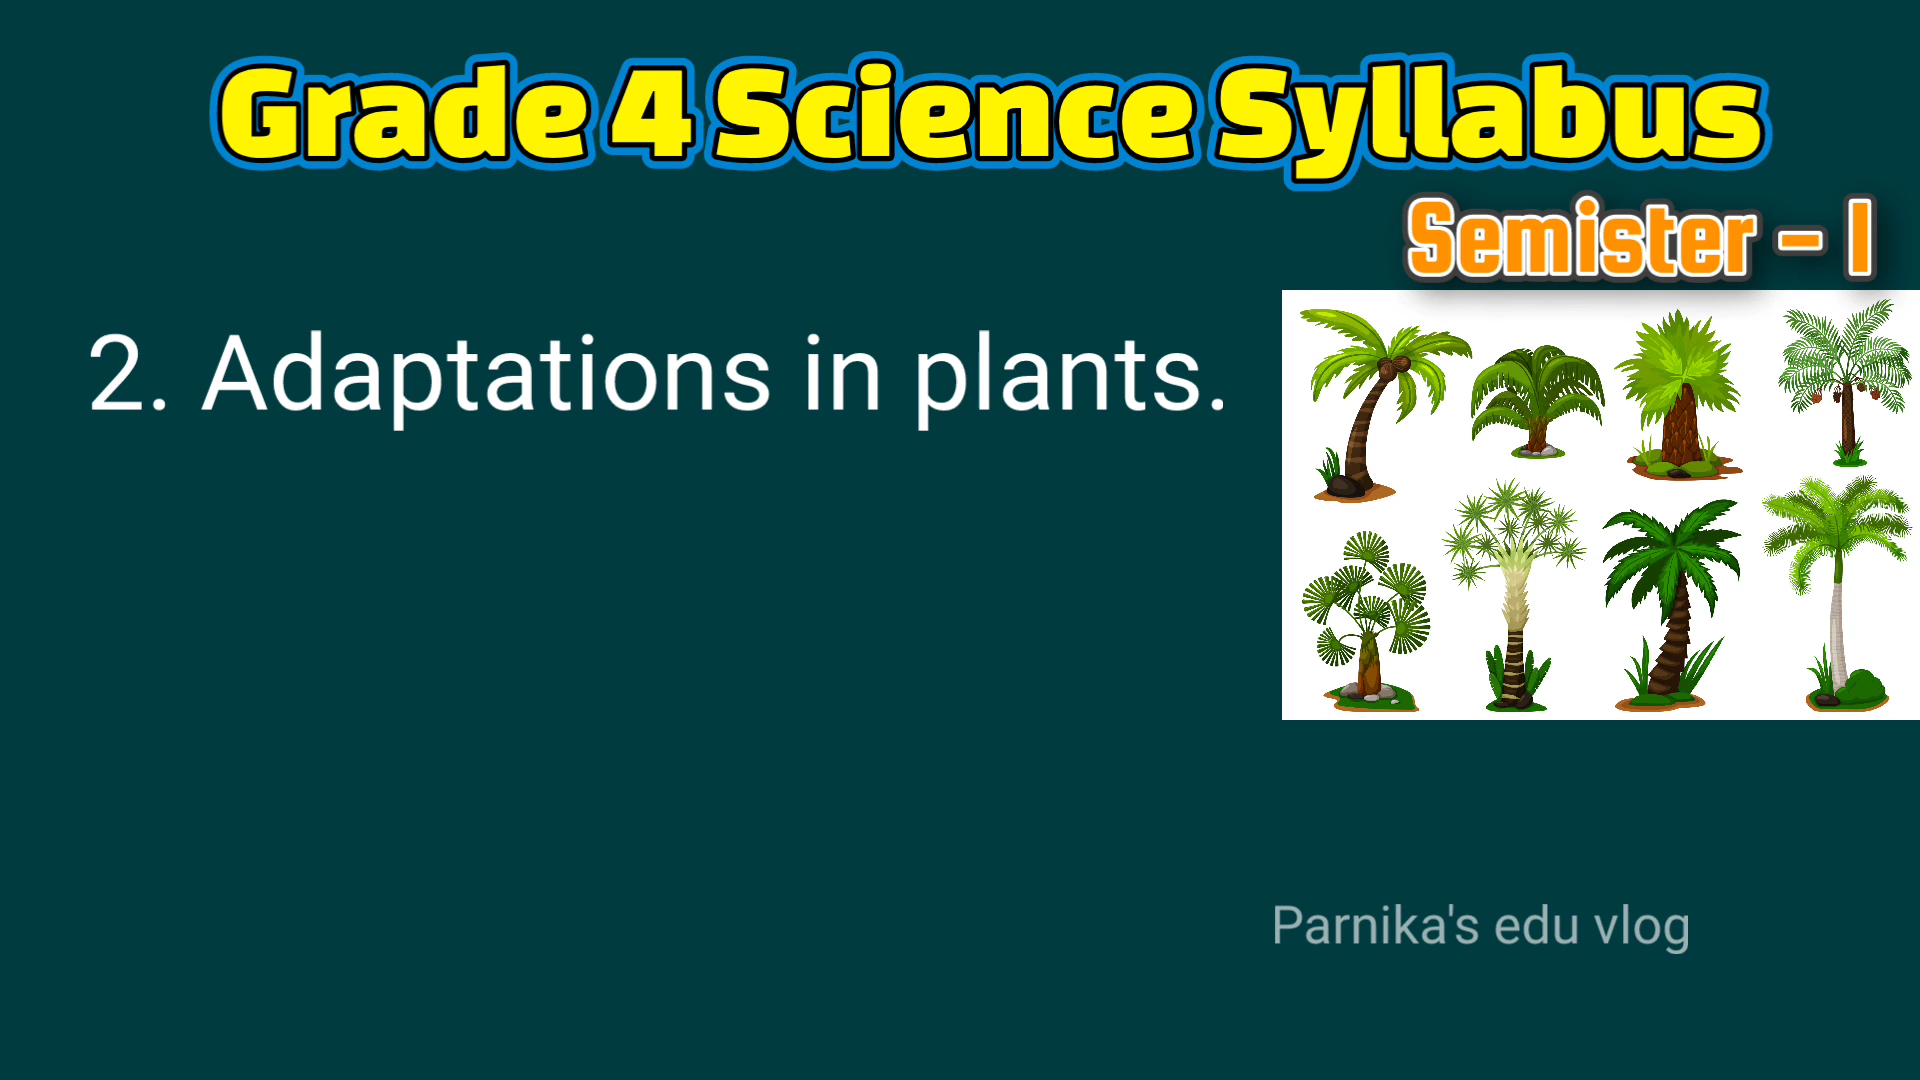 Grade 4 Science Syllabus
Semister - I
2. Adaptations in plants.
Parnika's edu vlog